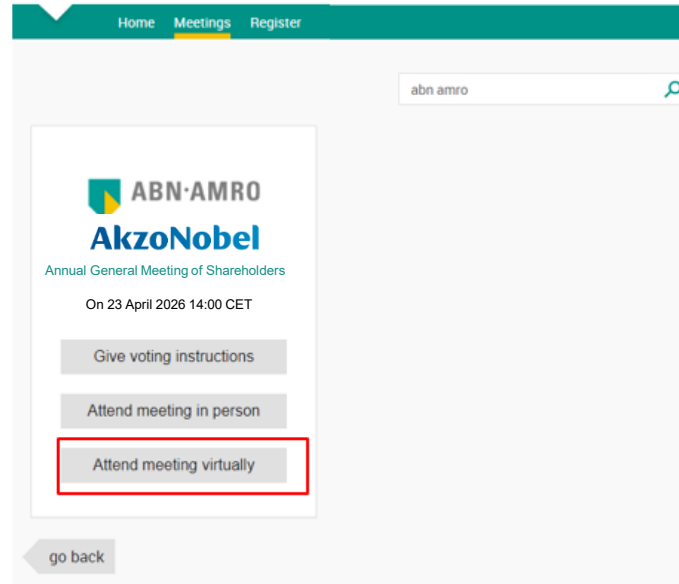 Home Meetings Register
abn amro
ABN·AMRO
AkzoNobel
Annual General Meeting of Shareholders
On 23 April 2026 14:00 CET
Give voting instructions
Attend meeting in person
Attend meeting virtually
go back